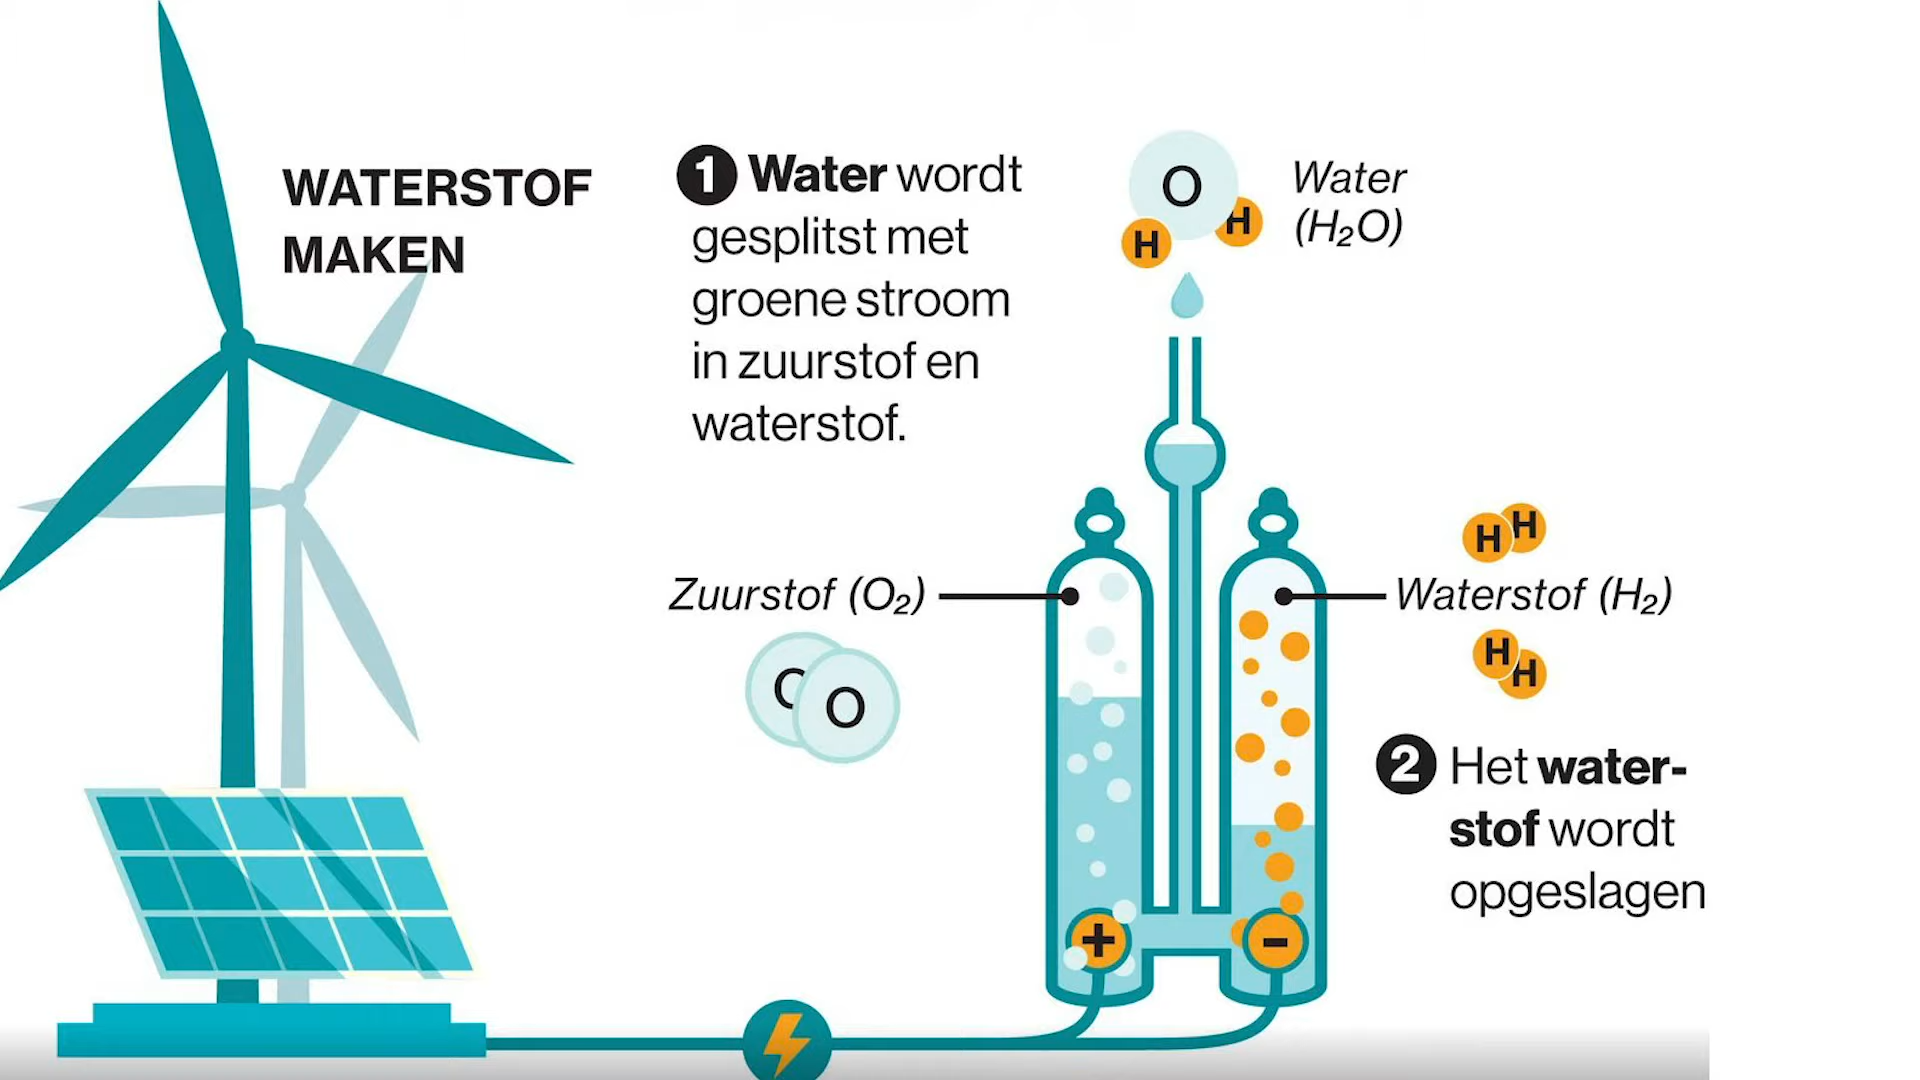 WATERSTOF
MAKEN
1 Water wordt
gesplitst met
groene stroom
in zuurstof en
waterstof.
O
H
H
Water
(H₂O)
Zuurstof (O₂)
O
O
Waterstof (H₂)
H
H
H
H
2 Het water-
stof wordt
opgeslagen
+
-